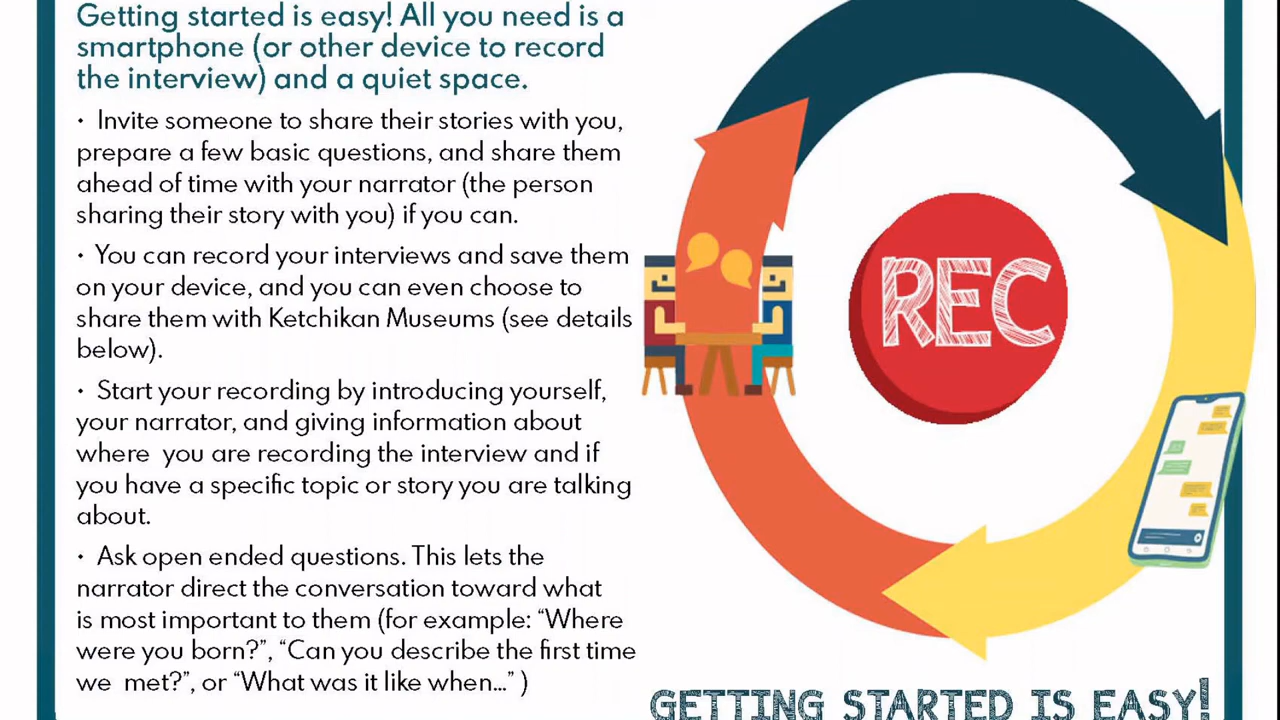 Getting started is easy! All you need is a
smartphone (or other device to record
the interview) and a quiet space.
• Invite someone to share their stories with you,
prepare a few basic questions, and share them
ahead of time with your narrator (the person
sharing their story with you) if you can.
• You can record your interviews and save them
on your device, and you can even choose to
share them with Ketchikan Museums (see details
below).
• Start your recording by introducing yourself,
your narrator, and giving information about
where  you are recording the interview and if
you have a specific topic or story you are talking
about.
• Ask open ended questions. This lets the
narrator direct the conversation toward what
is most important to them (for example: “Where
were you born?”, “Can you describe the first time
we  met?”, or “What was it like when...” )
REC
GETTING STARTED IS EASY!